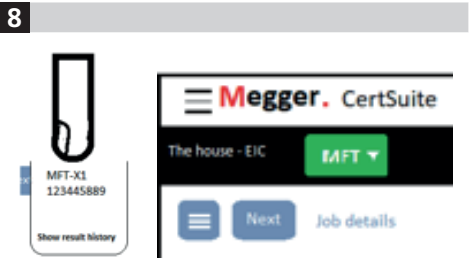 8
MFT-X1
123445889
Show result history
Megger. CertSuite
The house - EIC
MFT
Next
Job details